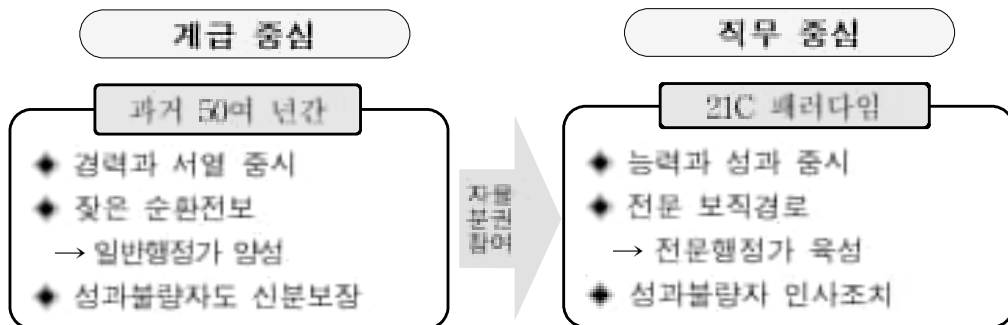 계급 중심
과거 50여 년간
◆ 경력과 서열 중시
◆ 잦은 순환전보
→ 일반행정가 양성
◆ 성과불량자도 신분보장
자율
분권
참여
직무 중심
21C 패러다임
◆ 능력과 성과 중시
◆ 전문 보직경로
→ 전문행정가 육성
◆ 성과불량자 인사조치